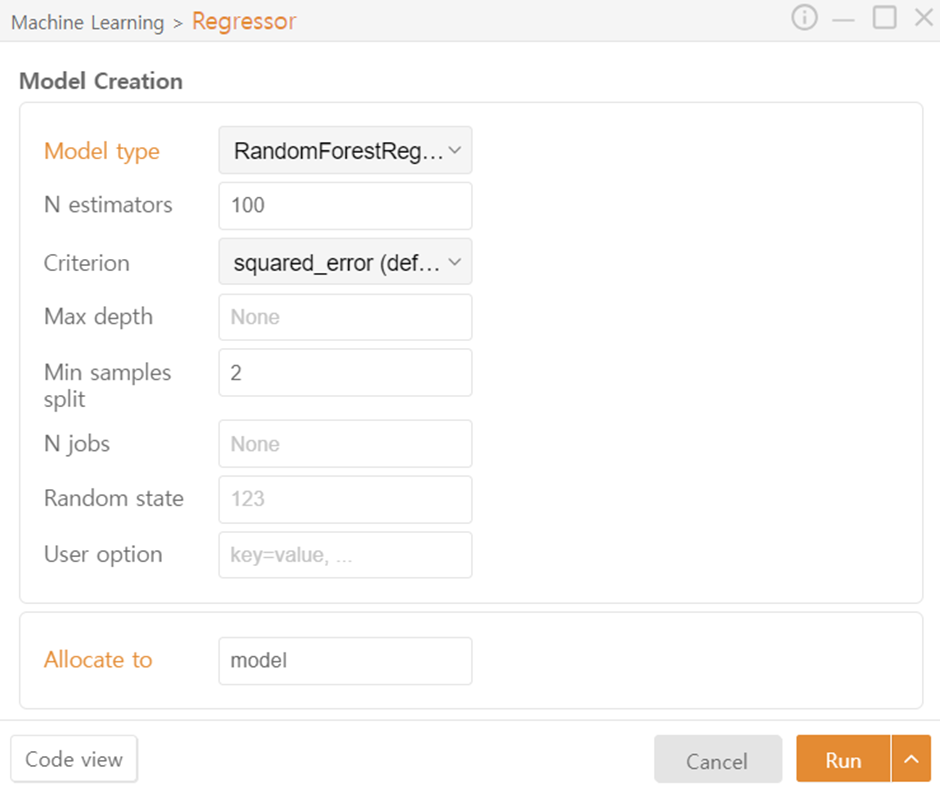 Machine Learning > Regressor
Model Creation
Model type RandomForestReg...
N estimators 100
Criterion squared_error (def...
Max depth None
Min samples split 2
N jobs None
Random state 123
User option key=value, ...
Allocate to model
Code view Cancel Run